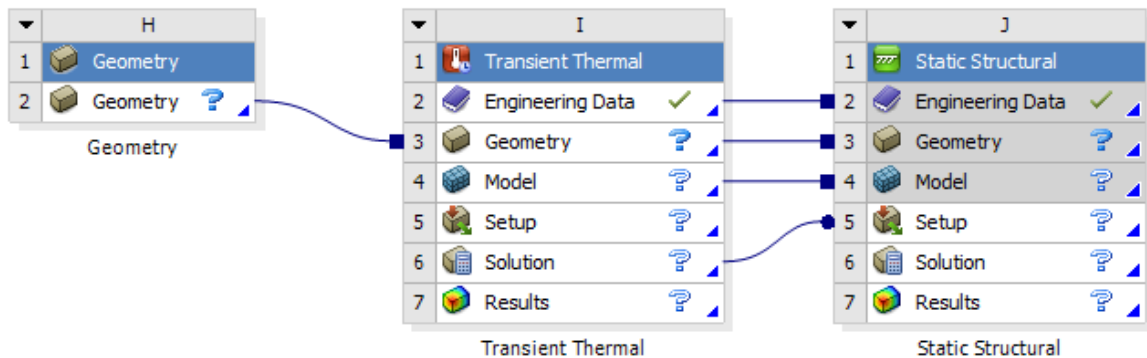 H
1 Geometry
2 Geometry ?
Geometry
I
1 Transient Thermal
2 Engineering Data ✓
3 Geometry ?
4 Model ?
5 Setup ?
6 Solution ?
7 Results ?
Transient Thermal
J
1 Static Structural
2 Engineering Data ✓
3 Geometry ?
4 Model ?
5 Setup ?
6 Solution ?
7 Results ?
Static Structural